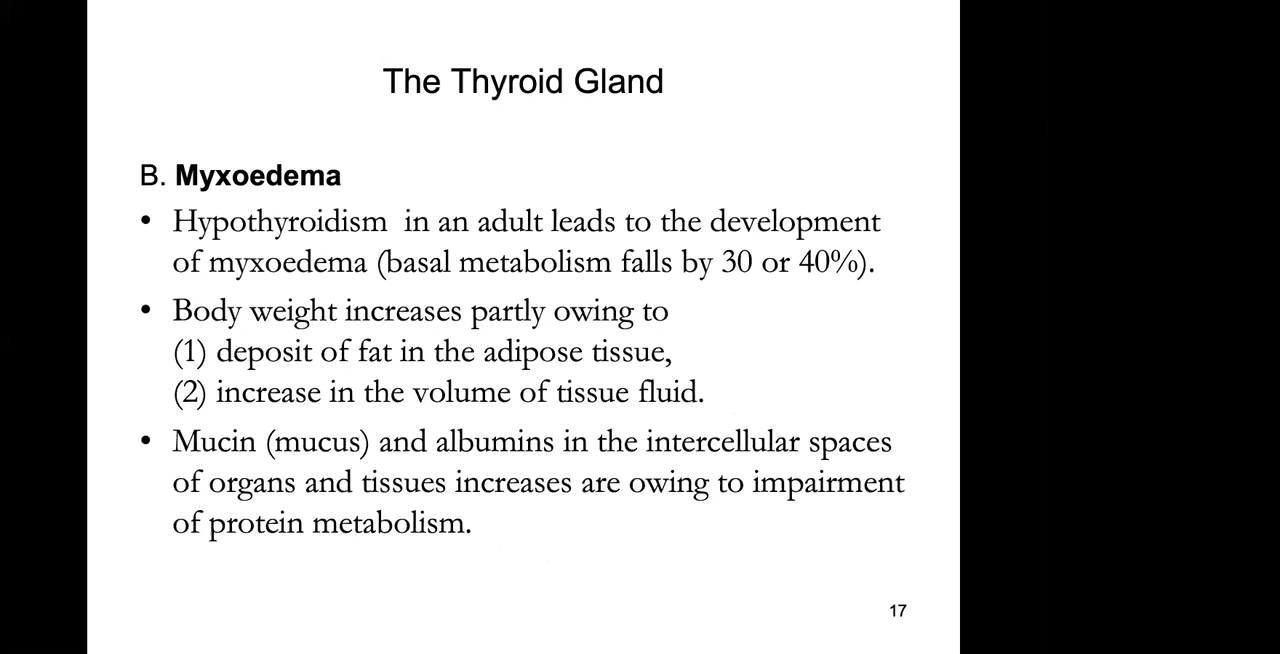 The Thyroid Gland
B. Myxoedema
• Hypothyroidism in an adult leads to the development
of myxoedema (basal metabolism falls by 30 or 40%).
• Body weight increases partly owing to
(1) deposit of fat in the adipose tissue,
(2) increase in the volume of tissue fluid.
• Mucin (mucus) and albumins in the intercellular spaces
of organs and tissues increases are owing to impairment
of protein metabolism.
17